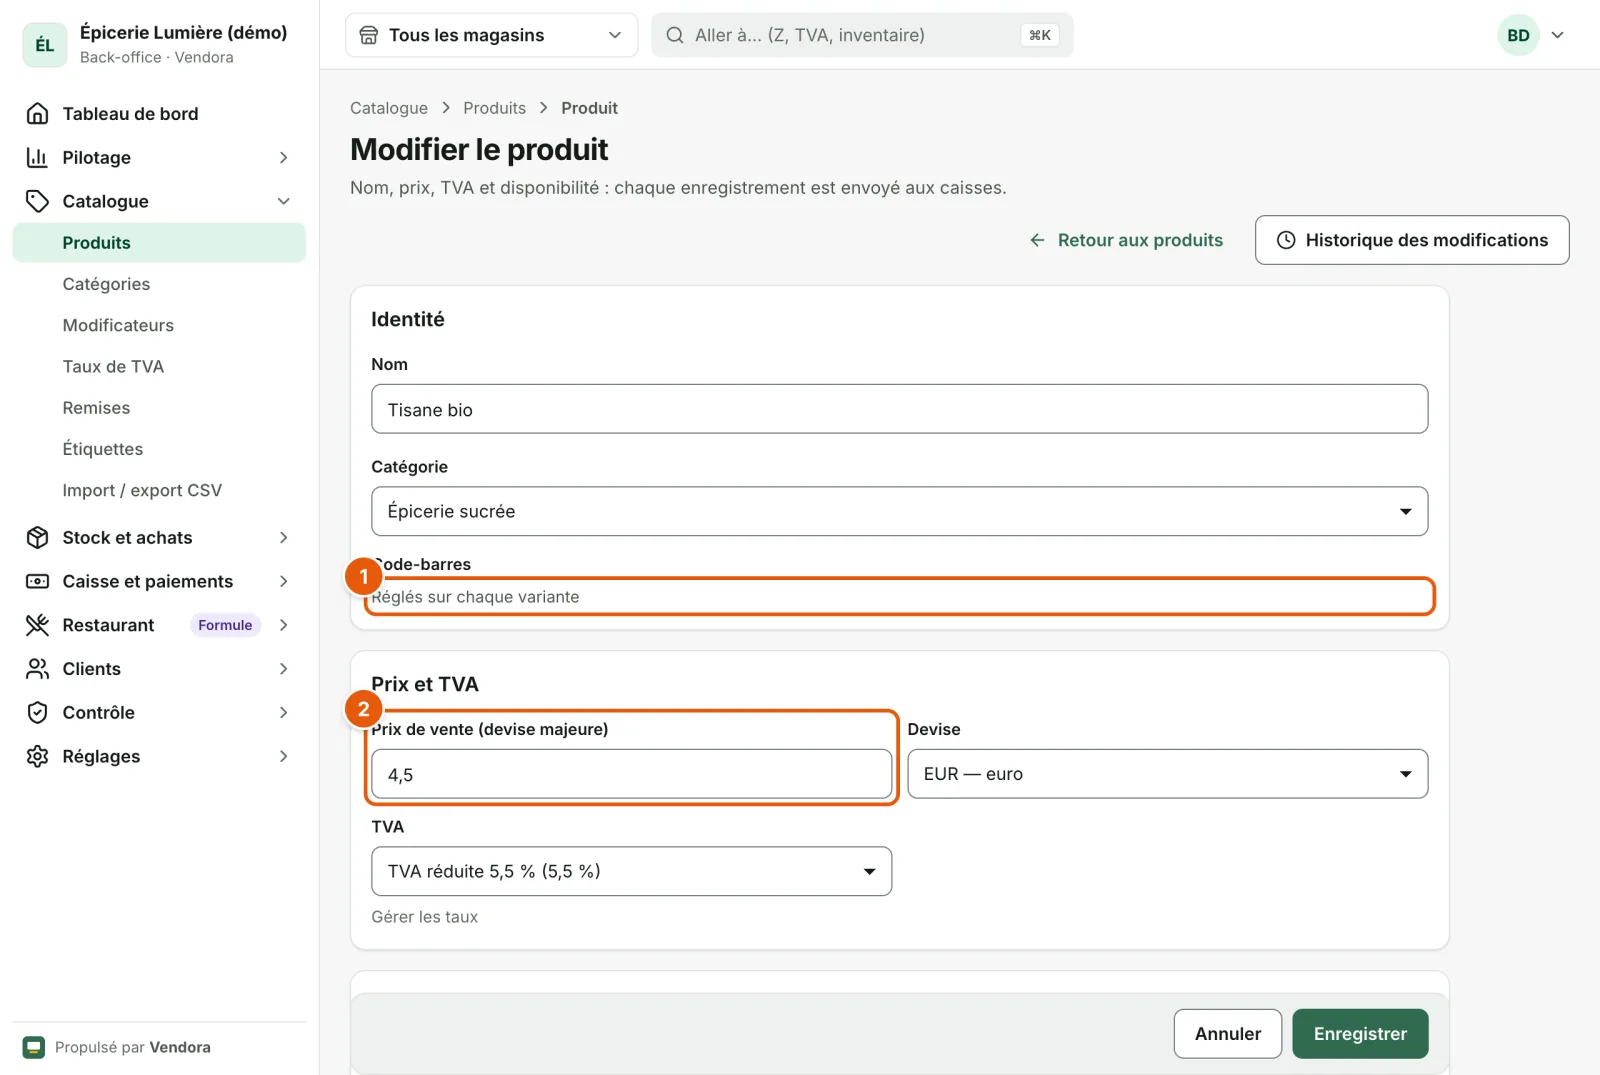 ÉL
Épicerie Lumière (démo)
Back-office · Vendora
Tous les magasins
Aller à... (Z, TVA, inventaire)
⌘K
BD
Tableau de bord
Pilotage
Catalogue
Produits
Catégories
Modificateurs
Taux de TVA
Remises
Étiquettes
Import / export CSV
Stock et achats
Caisse et paiements
Restaurant
Formule
Clients
Contrôle
Réglages
Propulsé par Vendora
Catalogue > Produits > Produit
Modifier le produit
Nom, prix, TVA et disponibilité : chaque enregistrement est envoyé aux caisses.
← Retour aux produits
Historique des modifications
Identité
Nom
Tisane bio
Catégorie
Épicerie sucrée
1
Code-barres
Réglés sur chaque variante
Prix et TVA
2
Prix de vente (devise majeure)
4,5
Devise
EUR — euro
TVA
TVA réduite 5,5 % (5,5 %)
Gérer les taux
Annuler
Enregistrer